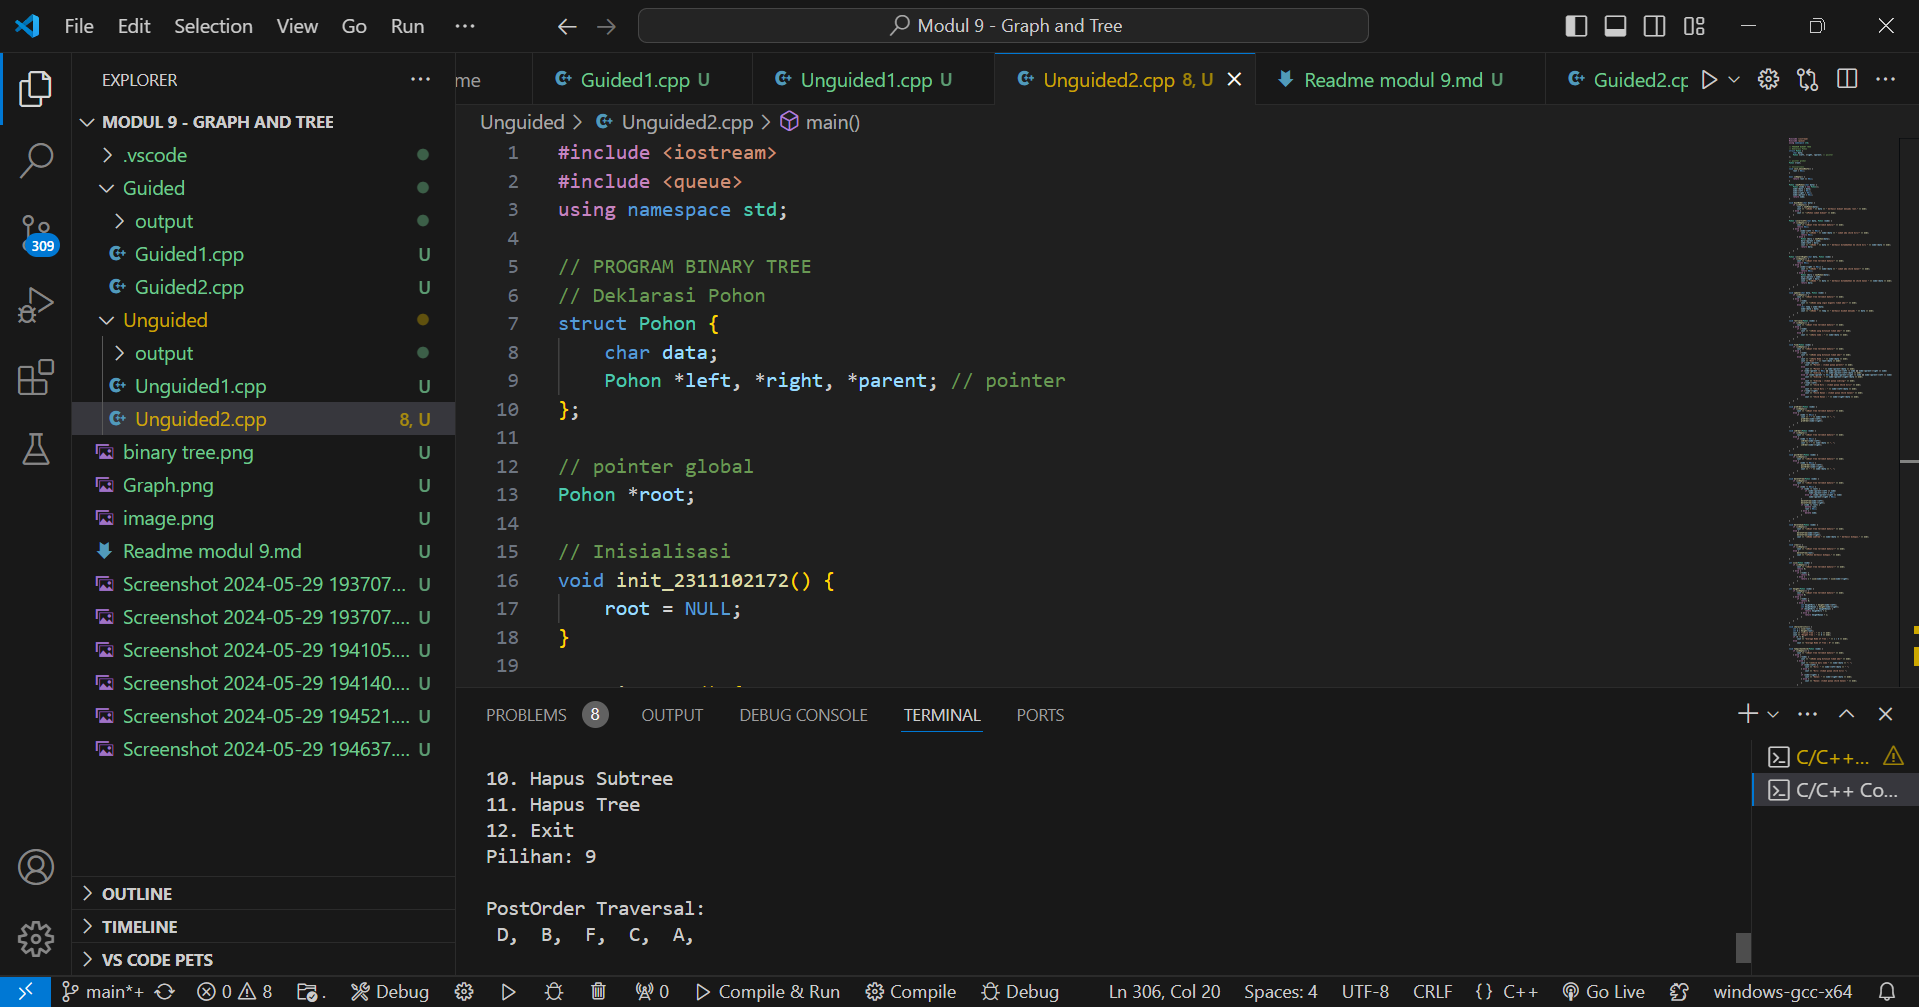 File Edit Selection View Go Run ··· Modul 9 - Graph and Tree
EXPLORER ···
me Guided1.cpp U Unguided1.cpp U Unguided2.cpp 8, U Readme modul 9.md U Guided2.cp
MODUL 9 - GRAPH AND TREE
.vscode
Guided
output
Guided1.cpp U
Guided2.cpp U
Unguided
output
Unguided1.cpp U
Unguided2.cpp 8, U
binary tree.png U
Graph.png U
image.png U
Readme modul 9.md U
Screenshot 2024-05-29 193707... U
Screenshot 2024-05-29 193707.... U
Screenshot 2024-05-29 194105.... U
Screenshot 2024-05-29 194140.... U
Screenshot 2024-05-29 194521.... U
Screenshot 2024-05-29 194637.... U
309
OUTLINE
TIMELINE
VS CODE PETS
Unguided > Unguided2.cpp > main()
1 #include <iostream>
2 #include <queue>
3 using namespace std;
4
5 // PROGRAM BINARY TREE
6 // Deklarasi Pohon
7 struct Pohon {
8 char data;
9 Pohon *left, *right, *parent; // pointer
10 };
11
12 // pointer global
13 Pohon *root;
14
15 // Inisialisasi
16 void init_2311102172() {
17 root = NULL;
18 }
19
PROBLEMS 8 OUTPUT DEBUG CONSOLE TERMINAL PORTS
10. Hapus Subtree
11. Hapus Tree
12. Exit
Pilihan: 9
PostOrder Traversal:
D, B, F, C, A,
C/C++...
C/C++ Co...
main*+ 0 8 . Debug 0 Compile & Run Compile Debug Ln 306, Col 20 Spaces: 4 UTF-8 CRLF {} C++ Go Live windows-gcc-x64